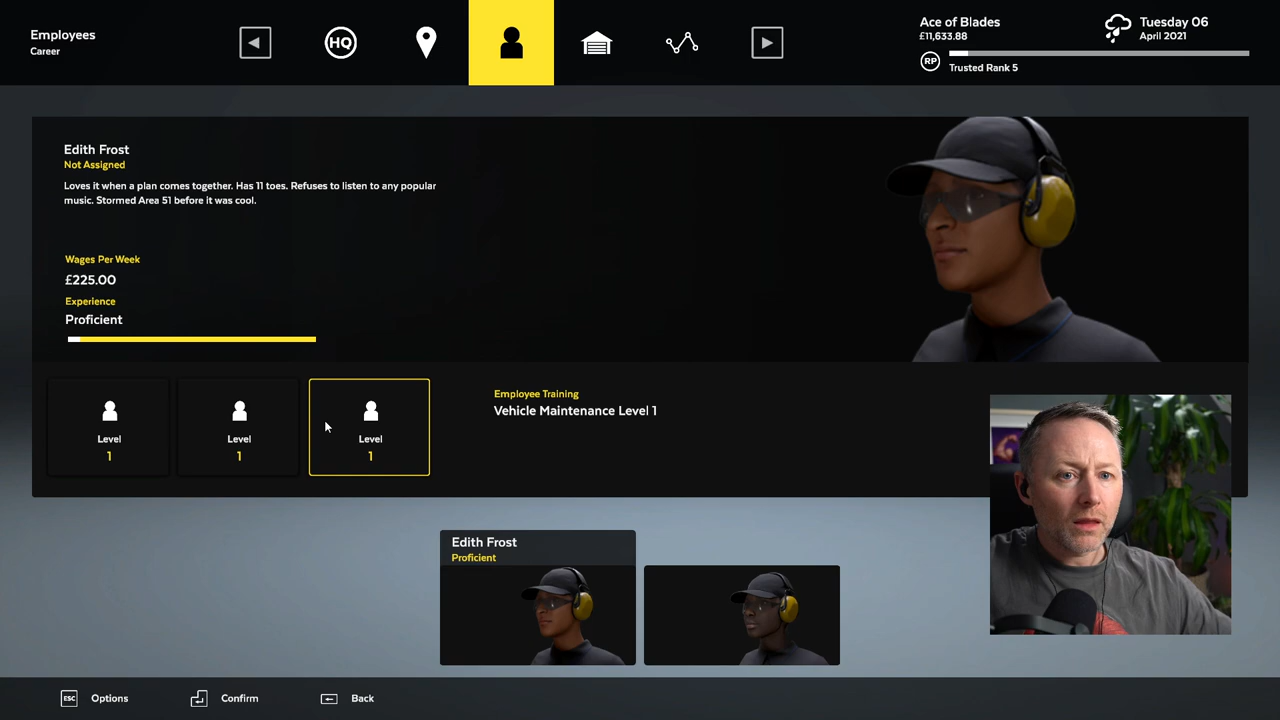 Employees
Career
HQ
Ace of Blades
£11,633.88
RP
Trusted Rank 5
Tuesday 06
April 2021
Edith Frost
Not Assigned
Loves it when a plan comes together. Has 11 toes. Refuses to listen to any popular
music. Stormed Area 51 before it was cool.
Wages Per Week
£225.00
Experience
Proficient
Level
1
Level
1
Level
1
Employee Training
Vehicle Maintenance Level 1
Edith Frost
Proficient
ESC Options
Confirm
Back